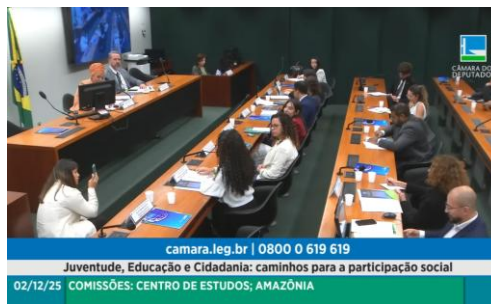 CÂMARA DOS
DEPUTADOS
camara.leg.br | 0800 0 619 619
Juventude, Educação e Cidadania: caminhos para a participação social
02/12/25 COMISSÕES: CENTRO DE ESTUDOS; AMAZÔNIA